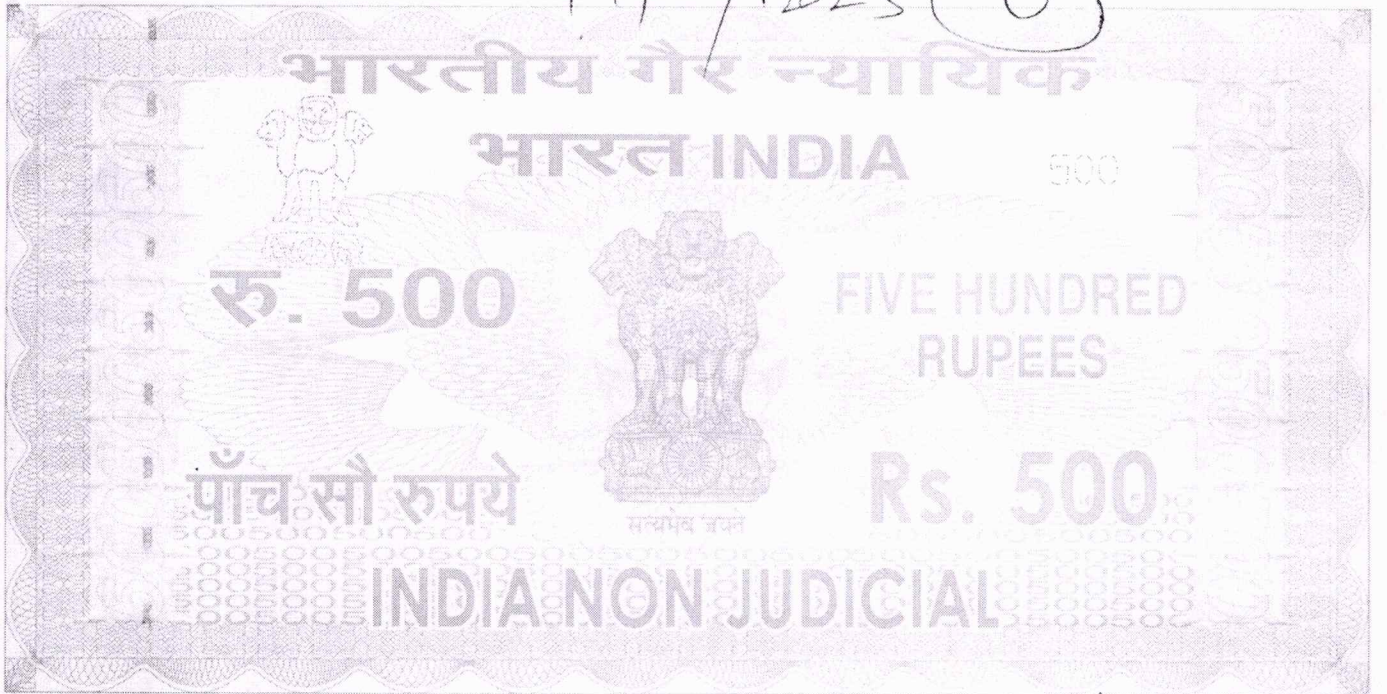 भारतीय गैर न्यायिक
भारत INDIA
500
रु. 500
FIVE HUNDRED
RUPEES
पाँच सौ रुपये
Rs. 500
सत्यमेव जयते
INDIA NON JUDICIAL